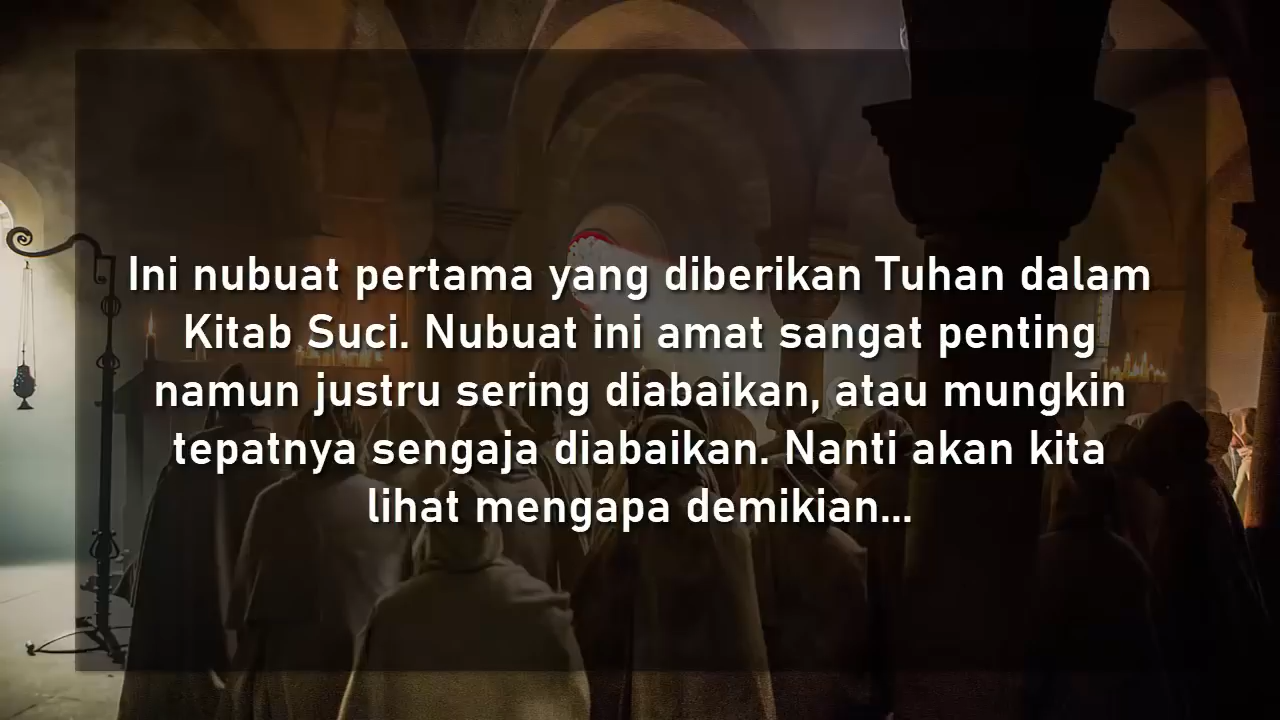 Ini nubuat pertama yang diberikan Tuhan dalam
Kitab Suci. Nubuat ini amat sangat penting
namun justru sering diabaikan, atau mungkin
tepatnya sengaja diabaikan. Nanti akan kita
lihat mengapa demikian...